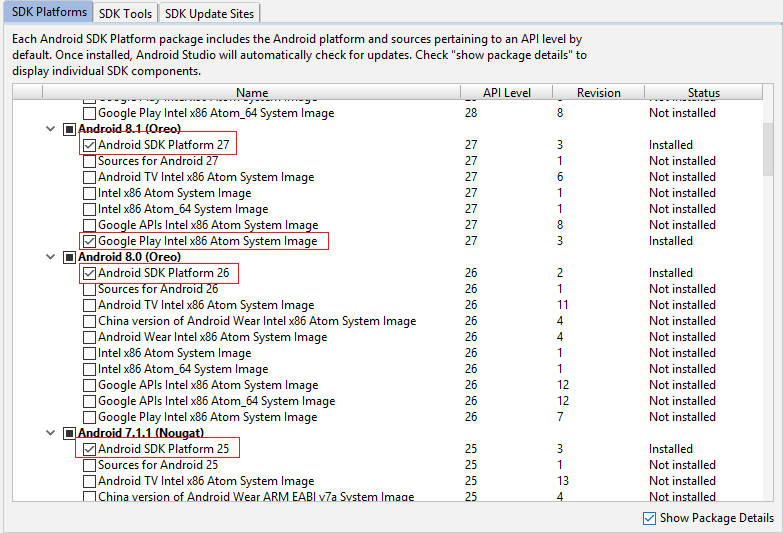 SDK Platforms SDK Tools SDK Update Sites
Each Android SDK Platform package includes the Android platform and sources pertaining to an API level by
default. Once installed, Android Studio will automatically check for updates. Check "show package details" to
display individual SDK components.
Name API Level Revision Status
Google Play Intel x86 Atom System Image
Google Play Intel x86 Atom_64 System Image 28 8 Not installed
Android 8.1 (Oreo)
Android SDK Platform 27 27 3 Installed
Sources for Android 27 27 1 Not installed
Android TV Intel x86 Atom System Image 27 6 Not installed
Intel x86 Atom System Image 27 1 Not installed
Intel x86 Atom_64 System Image 27 1 Not installed
Google APIs Intel x86 Atom System Image 27 8 Not installed
Google Play Intel x86 Atom System Image 27 3 Installed
Android 8.0 (Oreo)
Android SDK Platform 26 26 2 Installed
Sources for Android 26 26 1 Not installed
Android TV Intel x86 Atom System Image 26 11 Not installed
China version of Android Wear Intel x86 Atom System Image 26 4 Not installed
Android Wear Intel x86 Atom System Image 26 4 Not installed
Intel x86 Atom System Image 26 1 Not installed
Intel x86 Atom_64 System Image 26 1 Not installed
Google APIs Intel x86 Atom System Image 26 12 Not installed
Google APIs Intel x86 Atom_64 System Image 26 12 Not installed
Google Play Intel x86 Atom System Image 26 7 Not installed
Android 7.1.1 (Nougat)
Android SDK Platform 25 25 3 Installed
Sources for Android 25 25 1 Not installed
Android TV Intel x86 Atom System Image 25 13 Not installed
China version of Android Wear ARM EABI v7a System Image 25 4 Not installed
Show Package Details